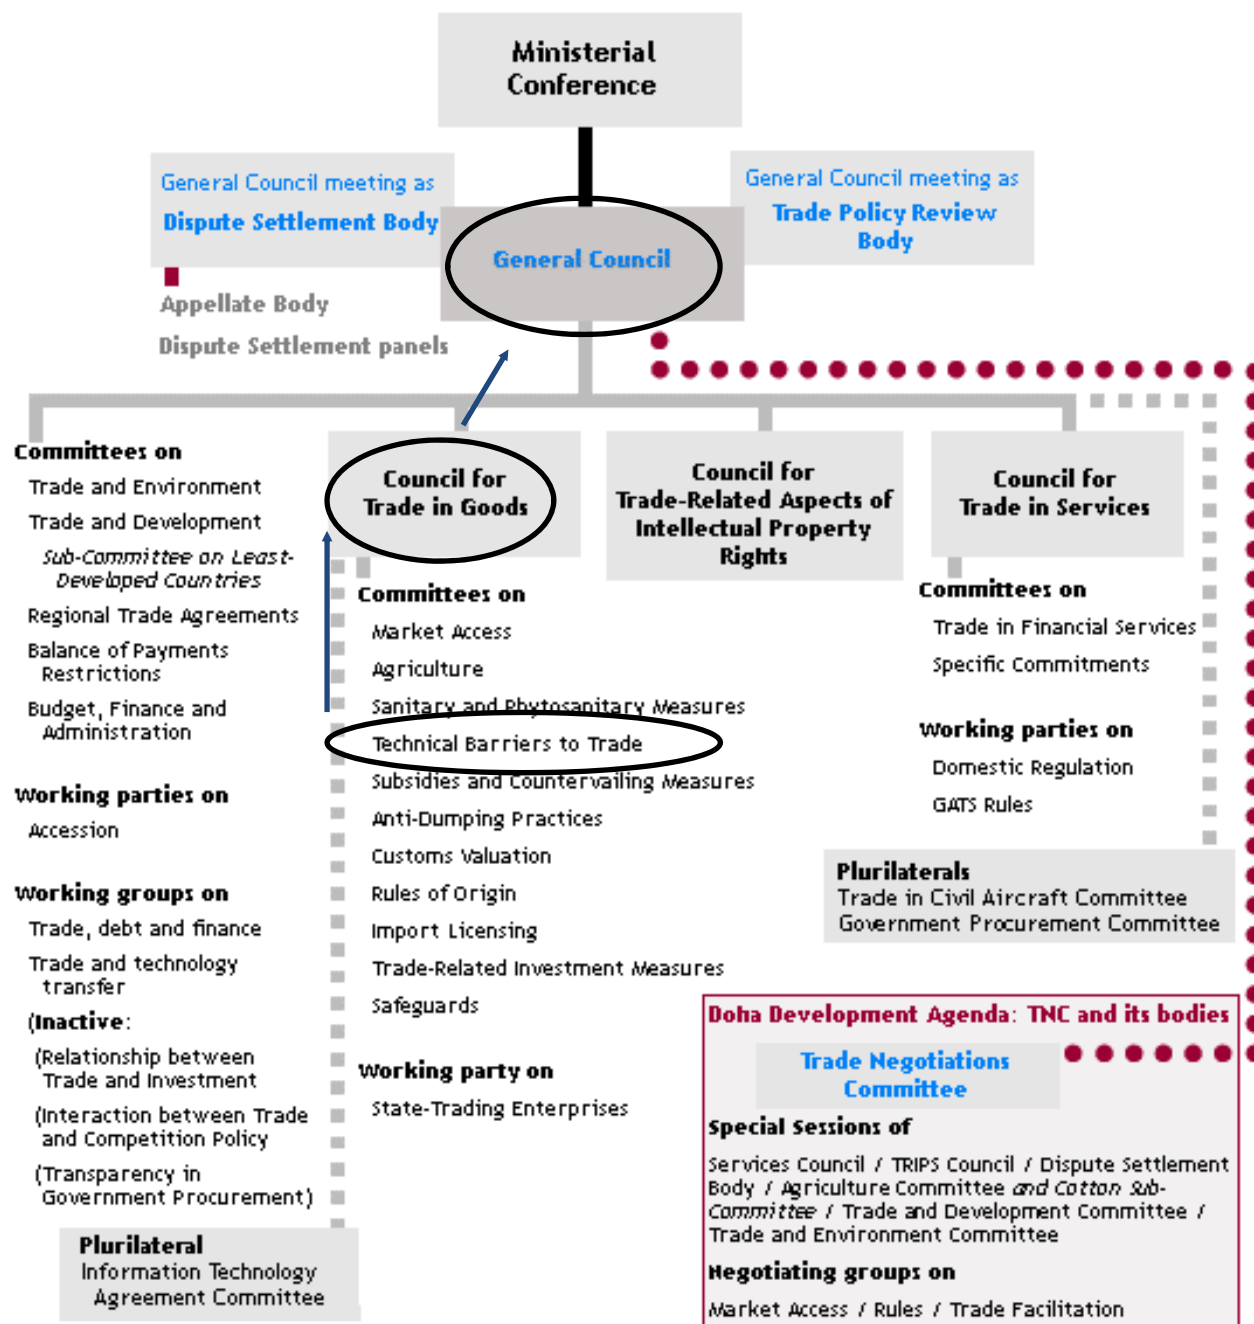 Ministerial
Conference
General Council meeting as
Dispute Settlement Body
General Council meeting as
Trade Policy Review
Body
General Council
Appellate Body
Dispute Settlement panels
Committees on
Trade and Environment
Trade and Development
Sub-Committee on Least-
Developed Countries
Regional Trade Agreements
Balance of Payments
Restrictions
Budget, Finance and
Administration
Working parties on
Accession
Working groups on
Trade, debt and finance
Trade and technology
transfer
(Inactive:
(Relationship between
Trade and Investment
(Interaction between Trade
and Competition Policy
(Transparency in
Government Procurement)
Plurilateral
Information Technology
Agreement Committee
Council for
Trade in Goods
Committees on
Market Access
Agriculture
Sanitary and Phytosanitary Measures
Technical Barriers to Trade
Subsidies and Countervailing Measures
Anti-Dumping Practices
Customs Valuation
Rules of Origin
Import Licensing
Trade-Related Investment Measures
Safeguards
Working party on
State-Trading Enterprises
Council for
Trade-Related Aspects of
Intellectual Property
Rights
Council for
Trade in Services
Committees on
Trade in Financial Services
Specific Commitments
Working parties on
Domestic Regulation
GATS Rules
Plurilaterals
Trade in Civil Aircraft Committee
Government Procurement Committee
Doha Development Agenda: TNC and its bodies
Trade Negotiations
Committee
Special Sessions of
Services Council / TRIPS Council / Dispute Settlement
Body / Agriculture Committee and Cotton Sub-
Committee / Trade and Development Committee /
Trade and Environment Committee
Negotiating groups on
Market Access / Rules / Trade Facilitation